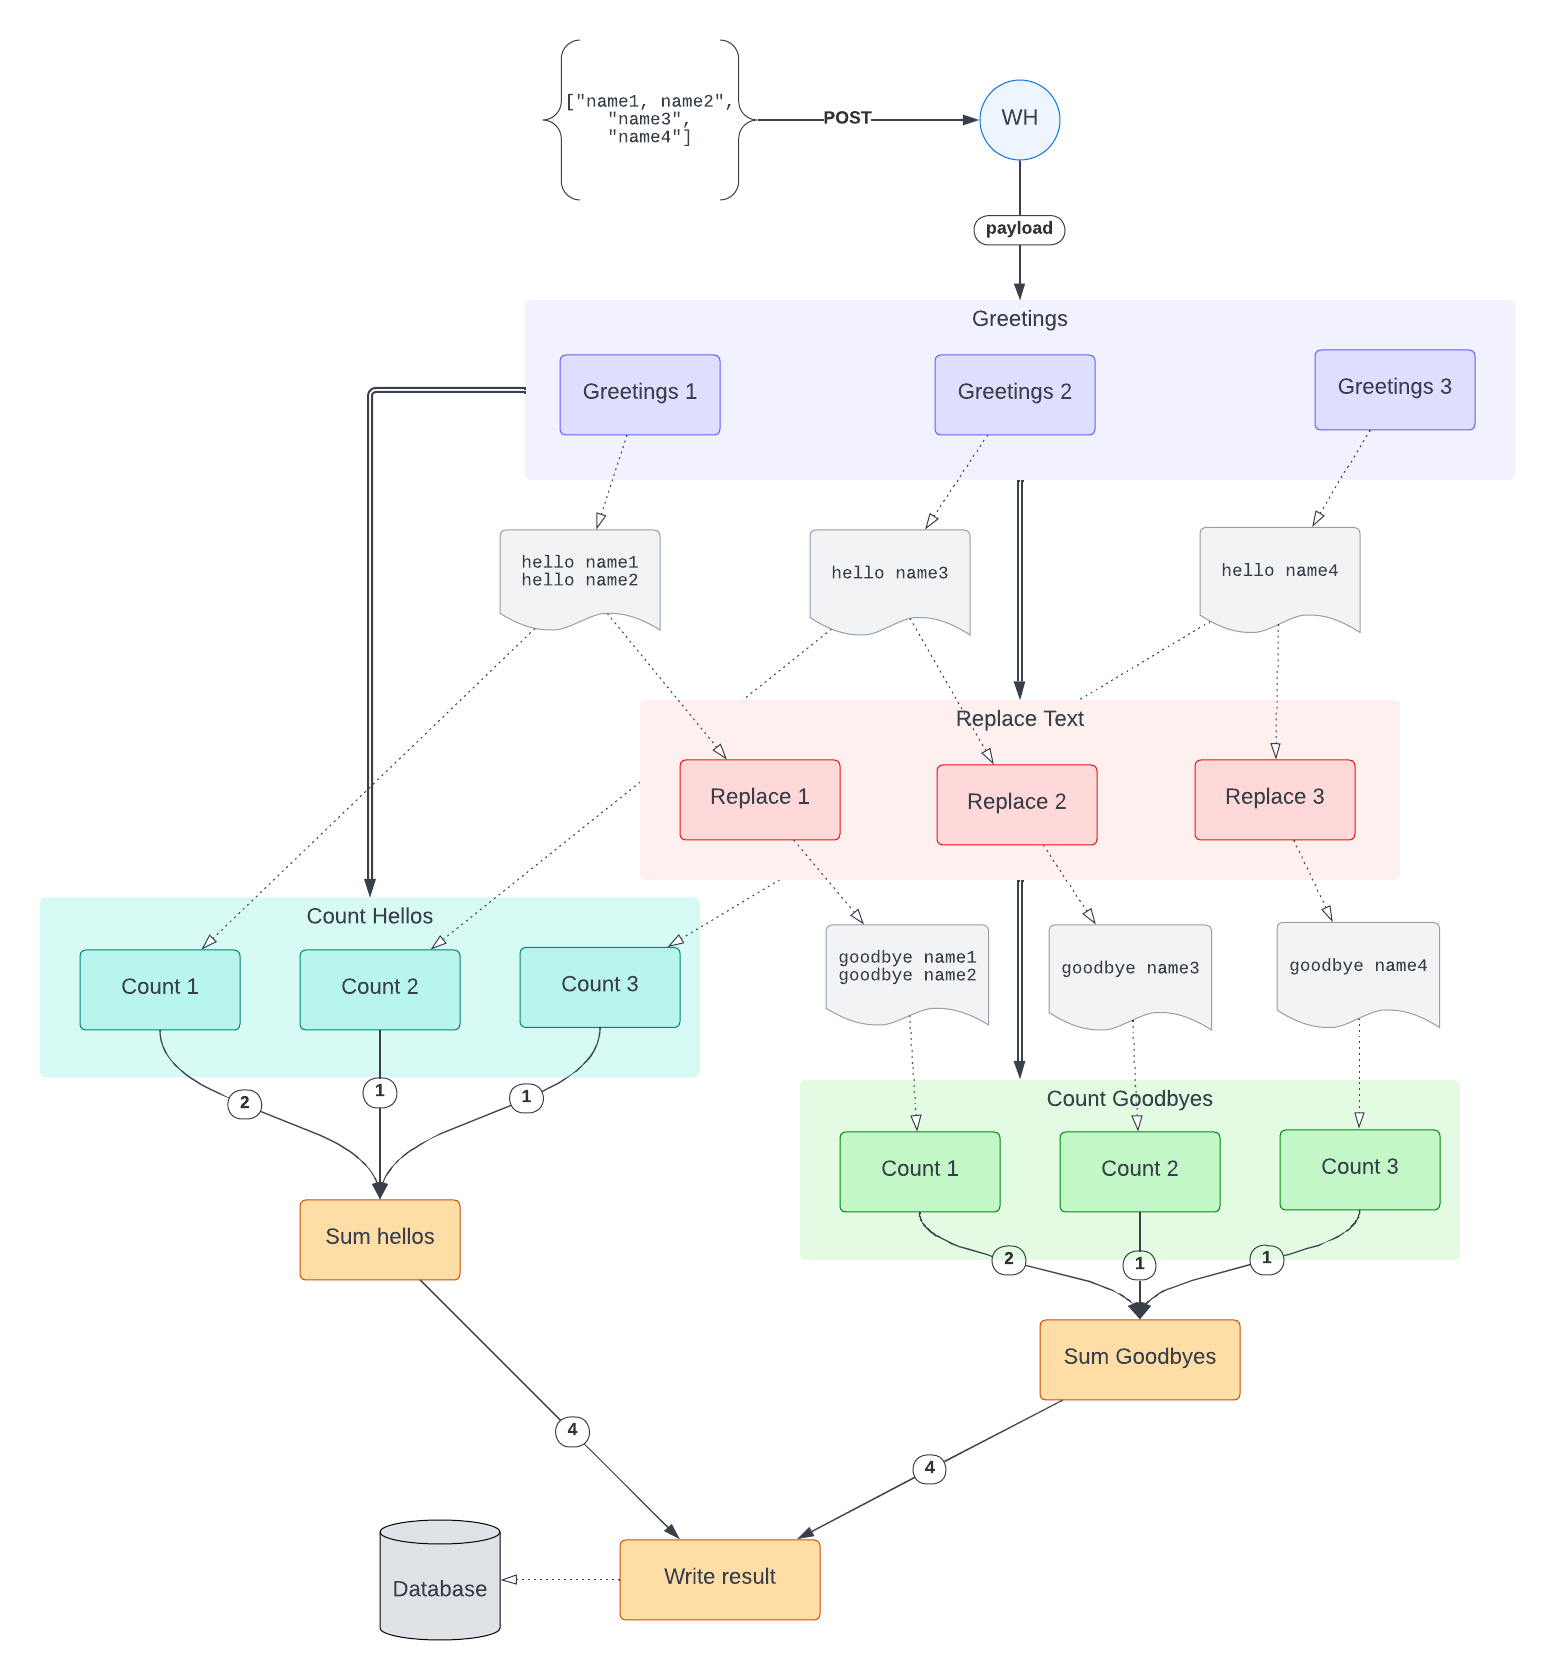 ["name1, name2",
"name3",
"name4"]
POST
WH
payload
Greetings
Greetings 1
Greetings 2
Greetings 3
hello name1
hello name2
hello name3
hello name4
Replace Text
Replace 1
Replace 2
Replace 3
Count Hellos
Count 1
Count 2
Count 3
goodbye name1
goodbye name2
goodbye name3
goodbye name4
2
1
1
Count Goodbyes
Count 1
Count 2
Count 3
Sum hellos
2
1
1
Sum Goodbyes
4
4
Write result
Database